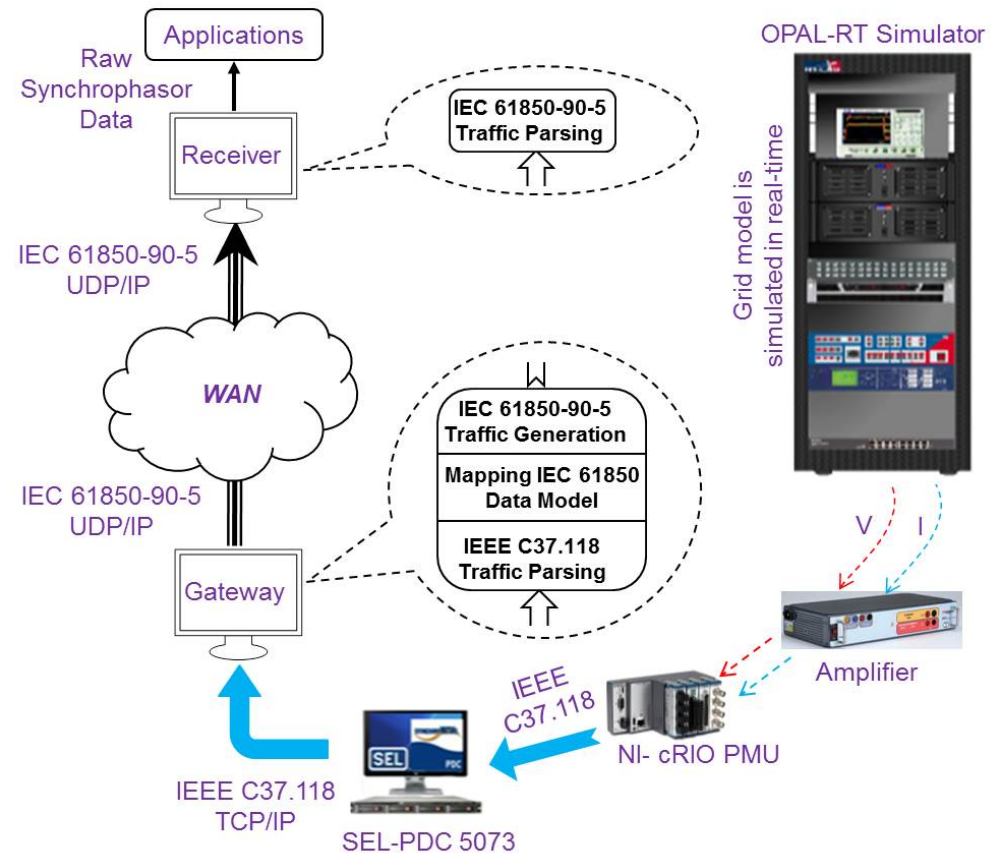 Applications
Raw
Synchrophasor
Data
Receiver
IEC 61850-90-5
Traffic Parsing
IEC 61850-90-5
UDP/IP
WAN
IEC 61850-90-5
UDP/IP
Gateway
IEC 61850-90-5
Traffic Generation
Mapping IEC 61850
Data Model
IEEE C37.118
Traffic Parsing
OPAL-RT Simulator
Grid model is
simulated in real-time
V
I
Amplifier
NI- cRIO PMU
IEEE
C37.118
SEL
PDC
SEL-PDC 5073
IEEE C37.118
TCP/IP